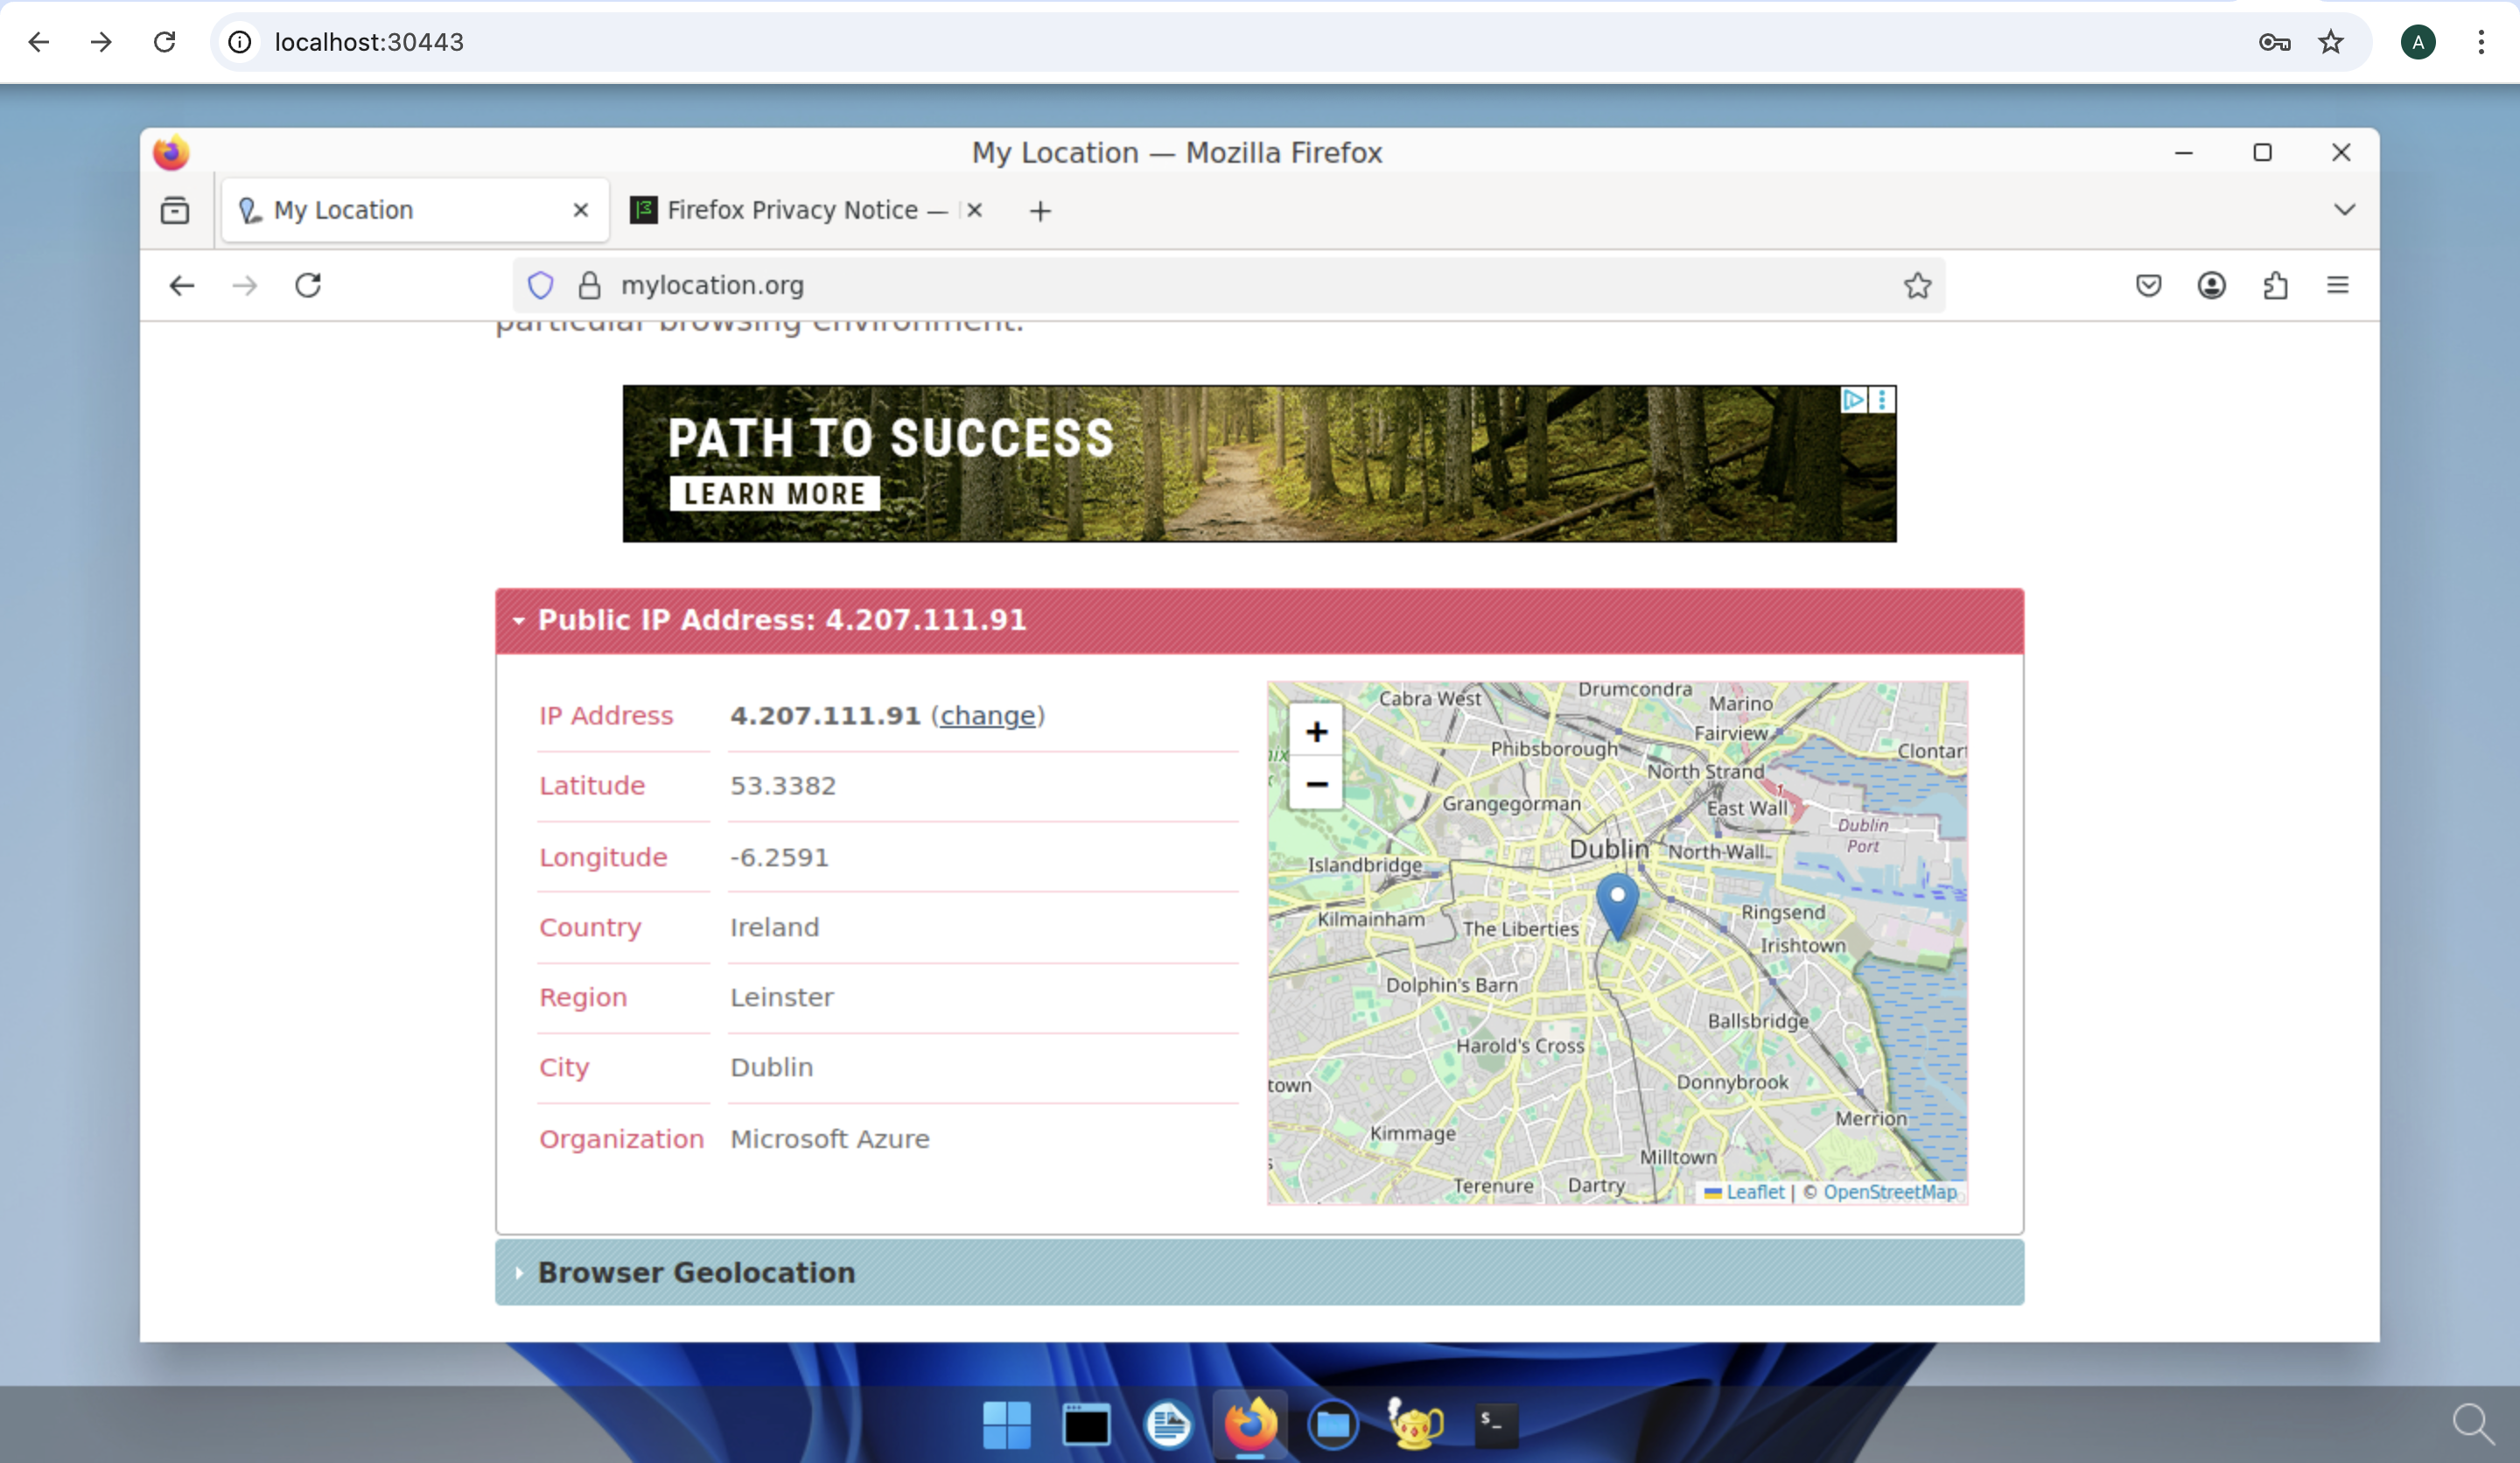 localhost:30443
A
My Location — Mozilla Firefox
My Location
Firefox Privacy Notice —
mylocation.org
particular browsing environment.
PATH TO SUCCESS
LEARN MORE
Public IP Address: 4.207.111.91
IP Address 4.207.111.91 (change)
Latitude 53.3382
Longitude -6.2591
Country Ireland
Region Leinster
City Dublin
Organization Microsoft Azure
+
−
Cabra West
Drumcondra
Marino
Fairview
Phibsborough
Clontarf
North Strand
Grangegorman
East Wall
Dublin
Port
Dublin
North Wall
Islandbridge
Kilmainham
The Liberties
Ringsend
Irishtown
Dolphin's Barn
Ballsbridge
Harold's Cross
town
Donnybrook
Merrion
Kimmage
Milltown
Terenure
Dartry
Leaflet | © OpenStreetMap
Browser Geolocation
$_